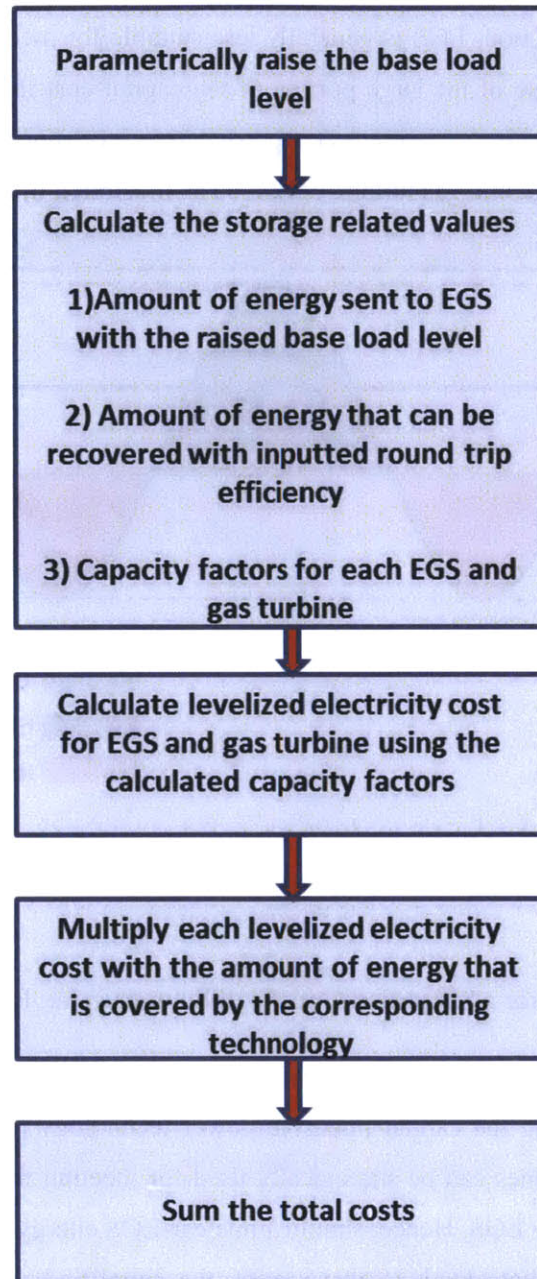 Parametrically raise the base load
level
Calculate the storage related values
1)Amount of energy sent to EGS
with the raised base load level
2) Amount of energy that can be
recovered with inputted round trip
efficiency
3) Capacity factors for each EGS and
gas turbine
Calculate levelized electricity cost
for EGS and gas turbine using the
calculated capacity factors
Multiply each levelized electricity
cost with the amount of energy that
is covered by the corresponding
technology
Sum the total costs